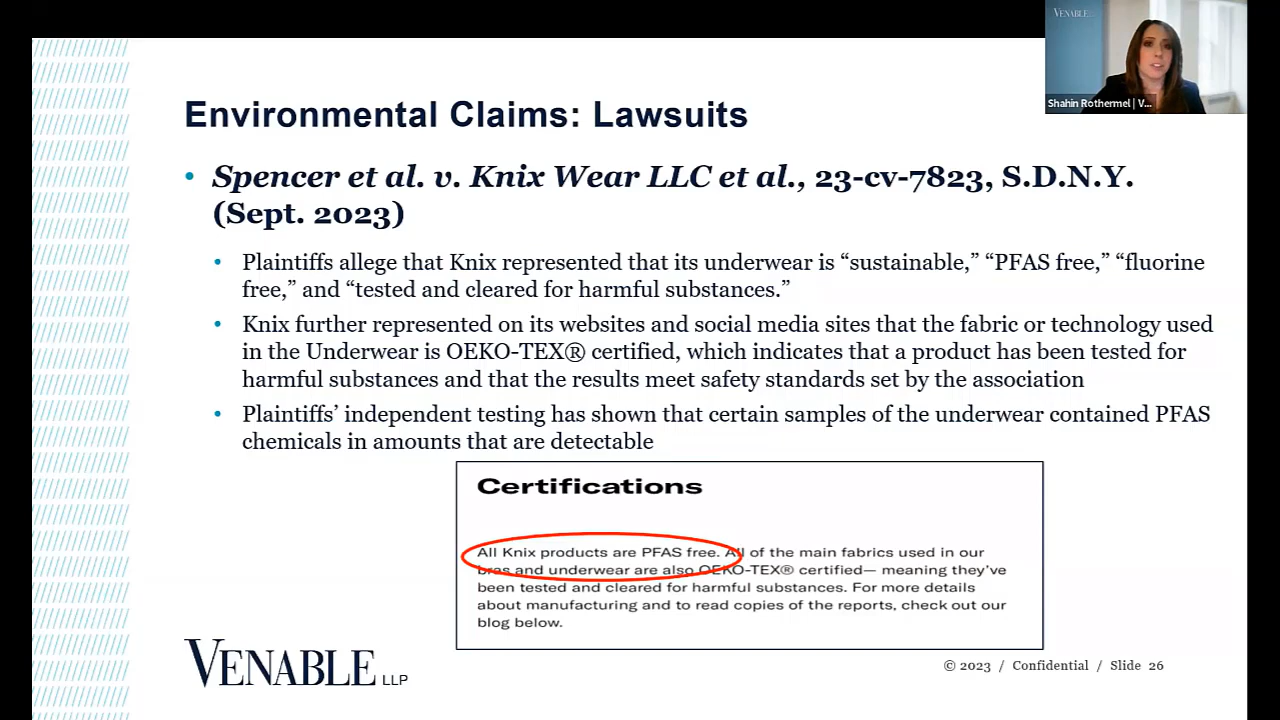 VENABLE
Shahin Rothermel | V...
Environmental Claims: Lawsuits
• Spencer et al. v. Knix Wear LLC et al., 23-cv-7823, S.D.N.Y.
(Sept. 2023)
• Plaintiffs allege that Knix represented that its underwear is “sustainable,” “PFAS free,” “fluorine
free,” and “tested and cleared for harmful substances.”
• Knix further represented on its websites and social media sites that the fabric or technology used
in the Underwear is OEKO-TEX® certified, which indicates that a product has been tested for
harmful substances and that the results meet safety standards set by the association
• Plaintiffs’ independent testing has shown that certain samples of the underwear contained PFAS
chemicals in amounts that are detectable
Certifications
All Knix products are PFAS free. All of the main fabrics used in our
bras and underwear are also OEKO-TEX® certified— meaning they’ve
been tested and cleared for harmful substances. For more details
about manufacturing and to read copies of the reports, check out our
blog below.
VENABLE LLP
© 2023 / Confidential / Slide 26